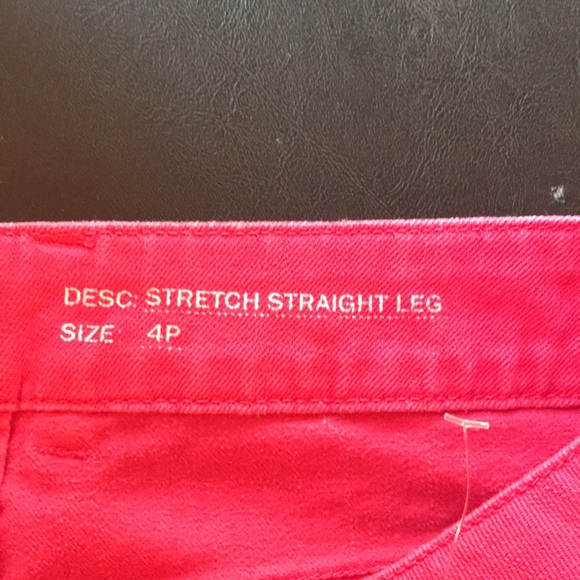 DESC: STRETCH STRAIGHT LEG
SIZE: 4P